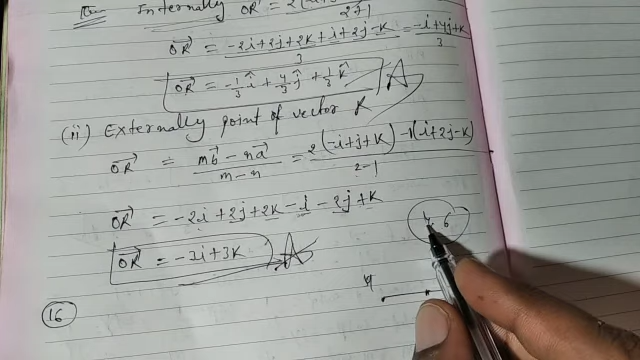 Internally OR⃗ = 2(
2+1
OR⃗ = -2i+2j+2k+i+2j-k / 3 = -i+4j+k / 3
OR⃗ = -1/3 î + 4/3 ĵ + 1/3 k̂
(ii) Externally point of vector R
OR⃗ = mb⃗ - na⃗ / m-n = 2(-i+j+k) -1(i+2j-k) / 2-1
OR⃗ = -2i+2j+2k-i-2j+k
OR⃗ = -3i+3k
16